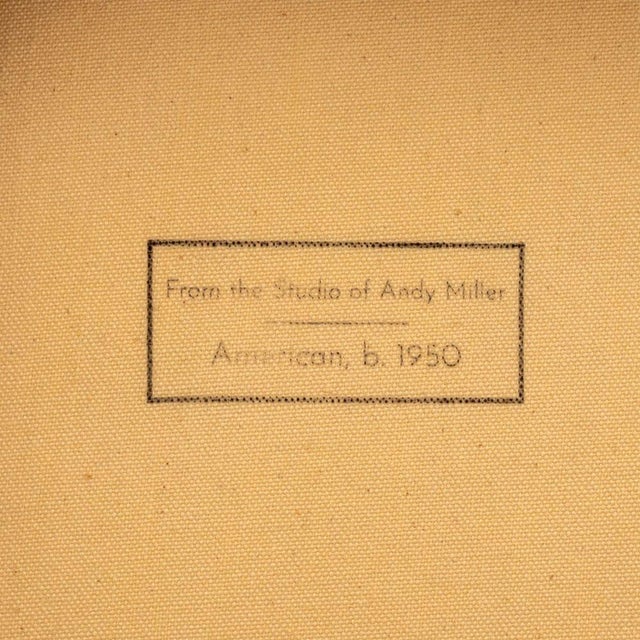 From the Studio of Andy Miller
American, b. 1950